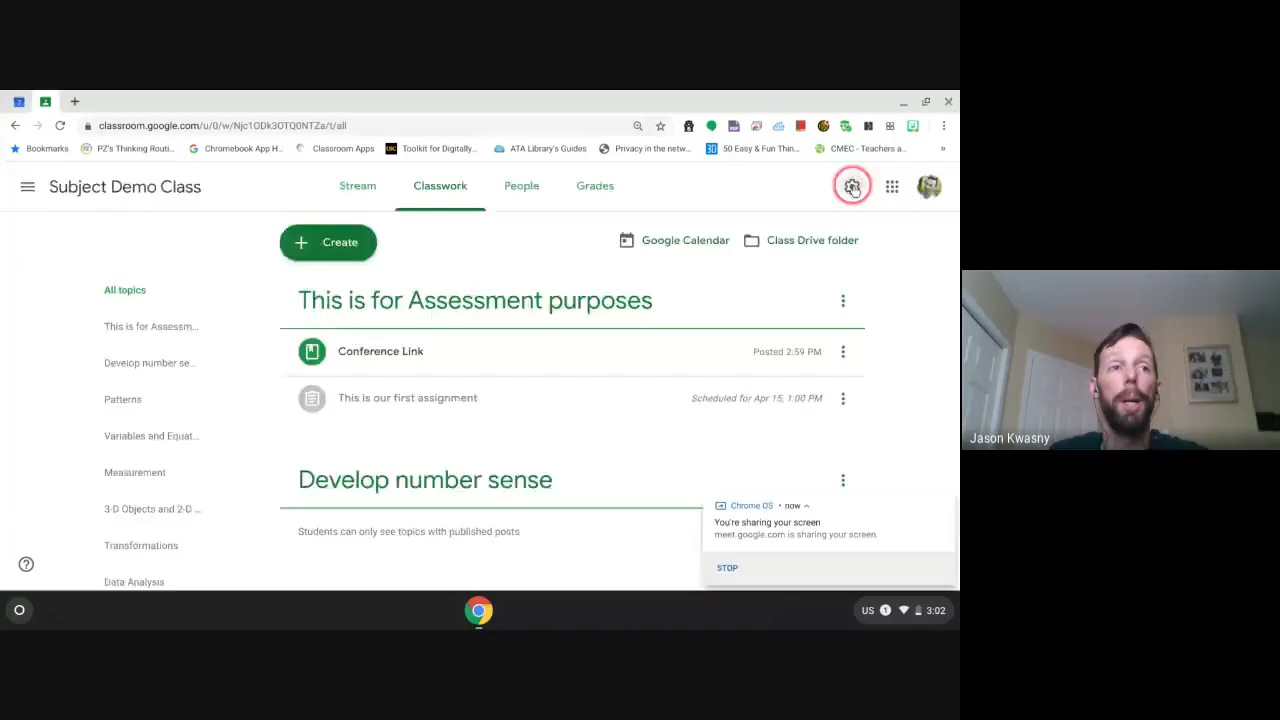 classroom.google.com/u/0/w/Njc1ODk3OTQ0NTZa/t/all
Bookmarks PZ's Thinking Routi... Chromebook App H... Classroom Apps Toolkit for Digitally... ATA Library's Guides Privacy in the netw... 50 Easy & Fun Thin... CMEC - Teachers a... »
Subject Demo Class Stream Classwork People Grades
+ Create Google Calendar Class Drive folder
All topics
This is for Assessm...
Develop number se...
Patterns
Variables and Equat...
Measurement
3-D Objects and 2-D ...
Transformations
Data Analysis
This is for Assessment purposes
Conference Link Posted 2:59 PM
This is our first assignment Scheduled for Apr 15, 1:00 PM
Develop number sense
Students can only see topics with published posts
Chrome OS • now
You're sharing your screen
meet.google.com is sharing your screen.
STOP
US 1 3:02
Jason Kwasny